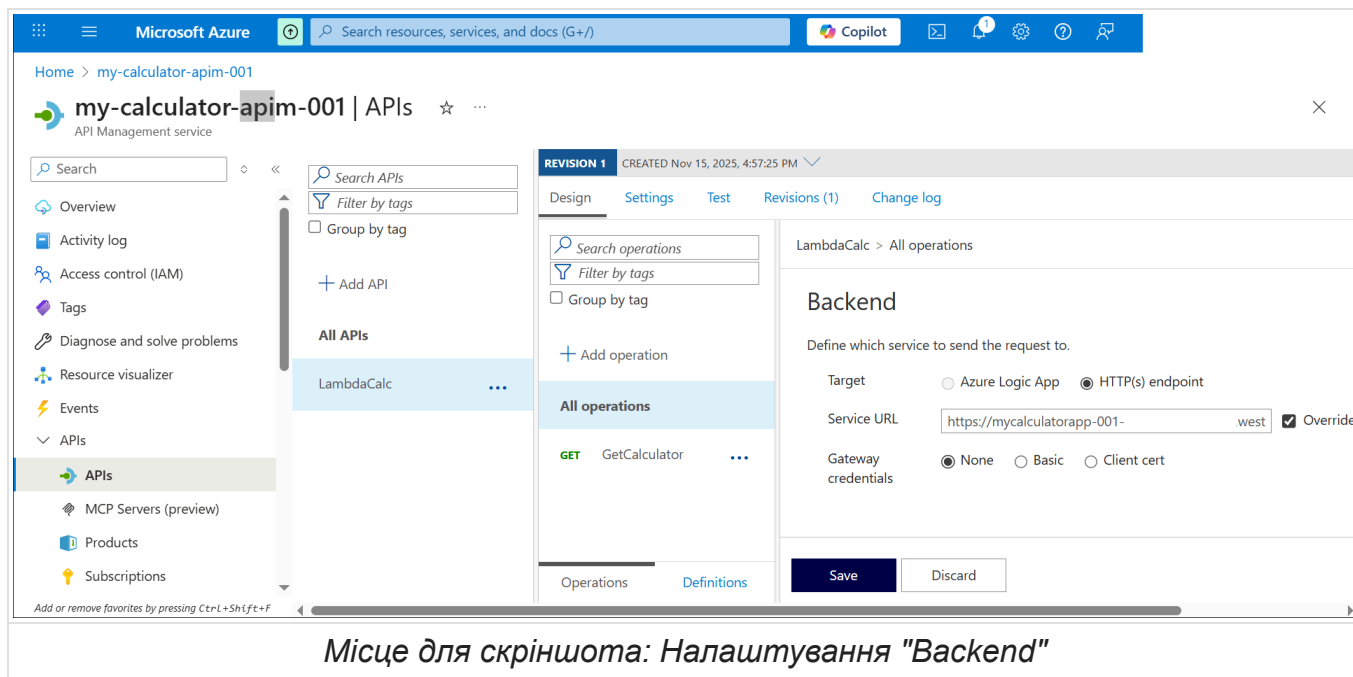 Microsoft Azure
Search resources, services, and docs (G+/)
Copilot
1
Home > my-calculator-apim-001
my-calculator-apim-001 | APIs
API Management service
Search
Overview
Activity log
Access control (IAM)
Tags
Diagnose and solve problems
Resource visualizer
Events
APIs
APIs
MCP Servers (preview)
Products
Subscriptions
Add or remove favorites by pressing Ctrl+Shift+F
Search APIs
Filter by tags
Group by tag
+ Add API
All APIs
LambdaCalc
REVISION 1 CREATED Nov 15, 2025, 4:57:25 PM
Design Settings Test Revisions (1) Change log
Search operations
Filter by tags
Group by tag
+ Add operation
All operations
GET GetCalculator
Operations Definitions
LambdaCalc > All operations
Backend
Define which service to send the request to.
Target Azure Logic App HTTP(s) endpoint
Service URL https://mycalculatorapp-001- .west Override
Gateway credentials None Basic Client cert
Save Discard
Місце для скріншота: Налаштування "Backend"